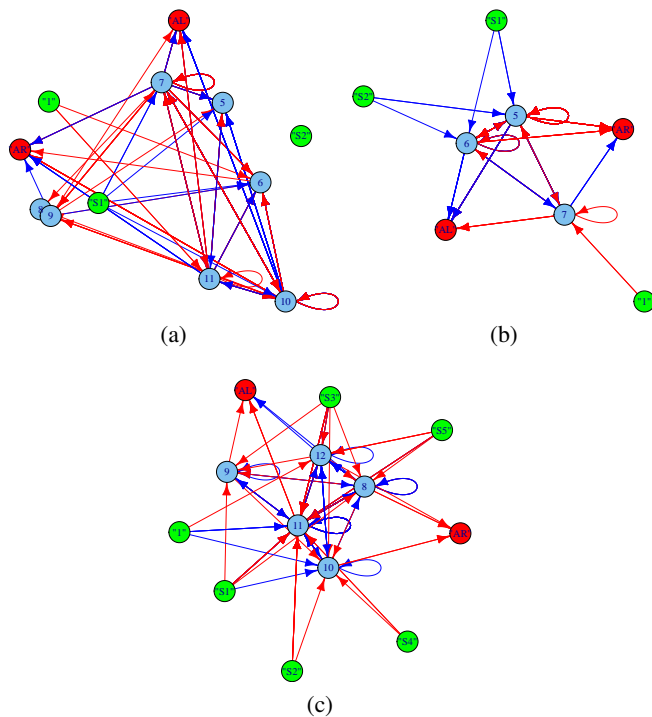 "AL"
7
5
"1"
"S2"
"AR"
6
8
9
"S1"
11
10
(a)
"S1"
"S2"
5
"AR"
6
7
"AL"
"1"
(b)
"AL"
"S3"
"S5"
12
9
8
11
"1"
"AR"
10
"S1"
"S4"
"S2"
(c)